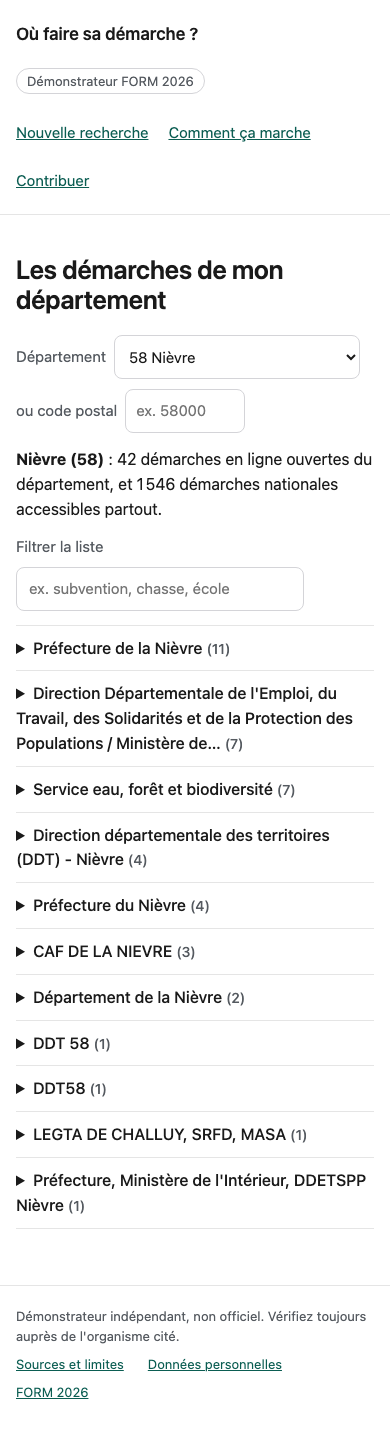 Où faire sa démarche ?
Démonstrateur FORM 2026
Nouvelle recherche Comment ça marche
Contribuer
Les démarches de mon
département
Département 58 Nièvre
ou code postal ex. 58000
Nièvre (58) : 42 démarches en ligne ouvertes du
département, et 1 546 démarches nationales
accessibles partout.
Filtrer la liste
ex. subvention, chasse, école
Préfecture de la Nièvre (11)
Direction Départementale de l'Emploi, du
Travail, des Solidarités et de la Protection des
Populations / Ministère de... (7)
Service eau, forêt et biodiversité (7)
Direction départementale des territoires
(DDT) - Nièvre (4)
Préfecture du Nièvre (4)
CAF DE LA NIEVRE (3)
Département de la Nièvre (2)
DDT 58 (1)
DDT58 (1)
LEGTA DE CHALLUY, SRFD, MASA (1)
Préfecture, Ministère de l'Intérieur, DDETSPP
Nièvre (1)
Démonstrateur indépendant, non officiel. Vérifiez toujours
auprès de l'organisme cité.
Sources et limites Données personnelles
FORM 2026